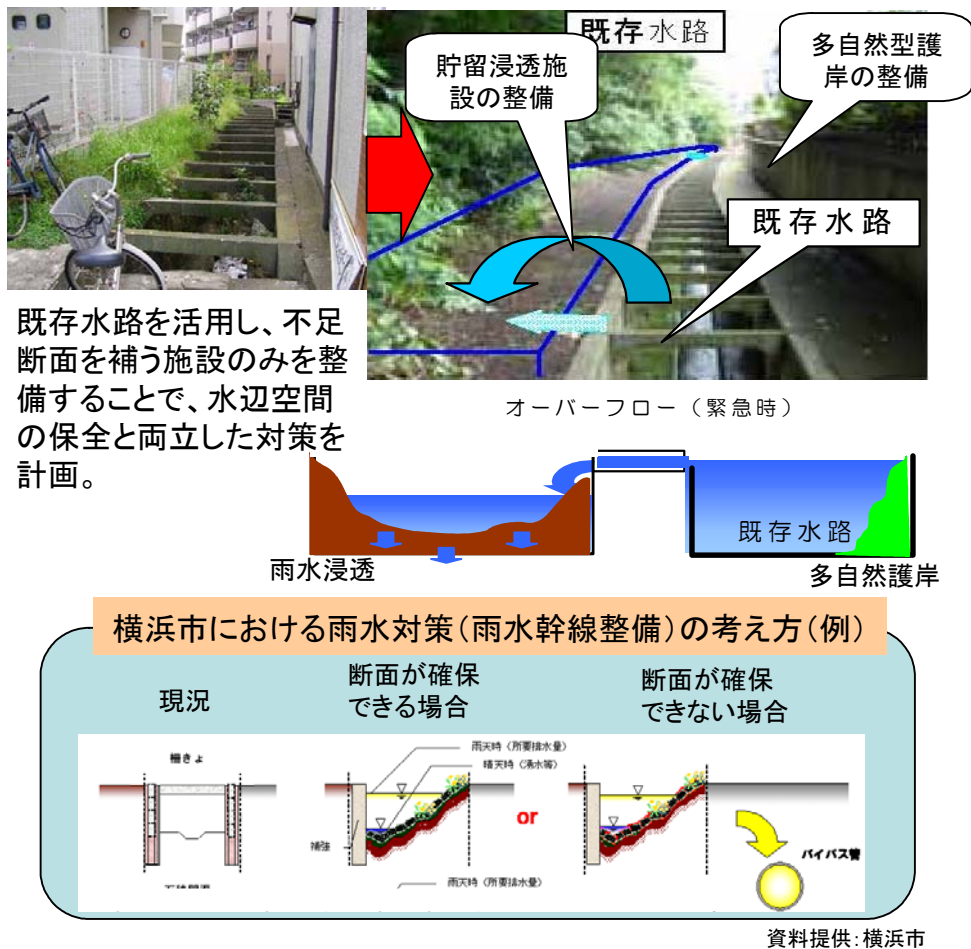 既存水路
貯留浸透施
設の整備
多自然型護
岸の整備
既存水路
既存水路を活用し、不足
断面を補う施設のみを整
備することで、水辺空間
の保全と両立した対策を
計画。
オーバーフロー(緊急時)
既存水路
雨水浸透
多自然護岸
横浜市における雨水対策(雨水幹線整備)の考え方(例)
現況
断面が確保
できる場合
断面が確保
できない場合
柵きょ
雨天時(所要排水量)
晴天時(湧水等)
補強
or
バイパス管
雨天時(所要排水量)
資料提供:横浜市